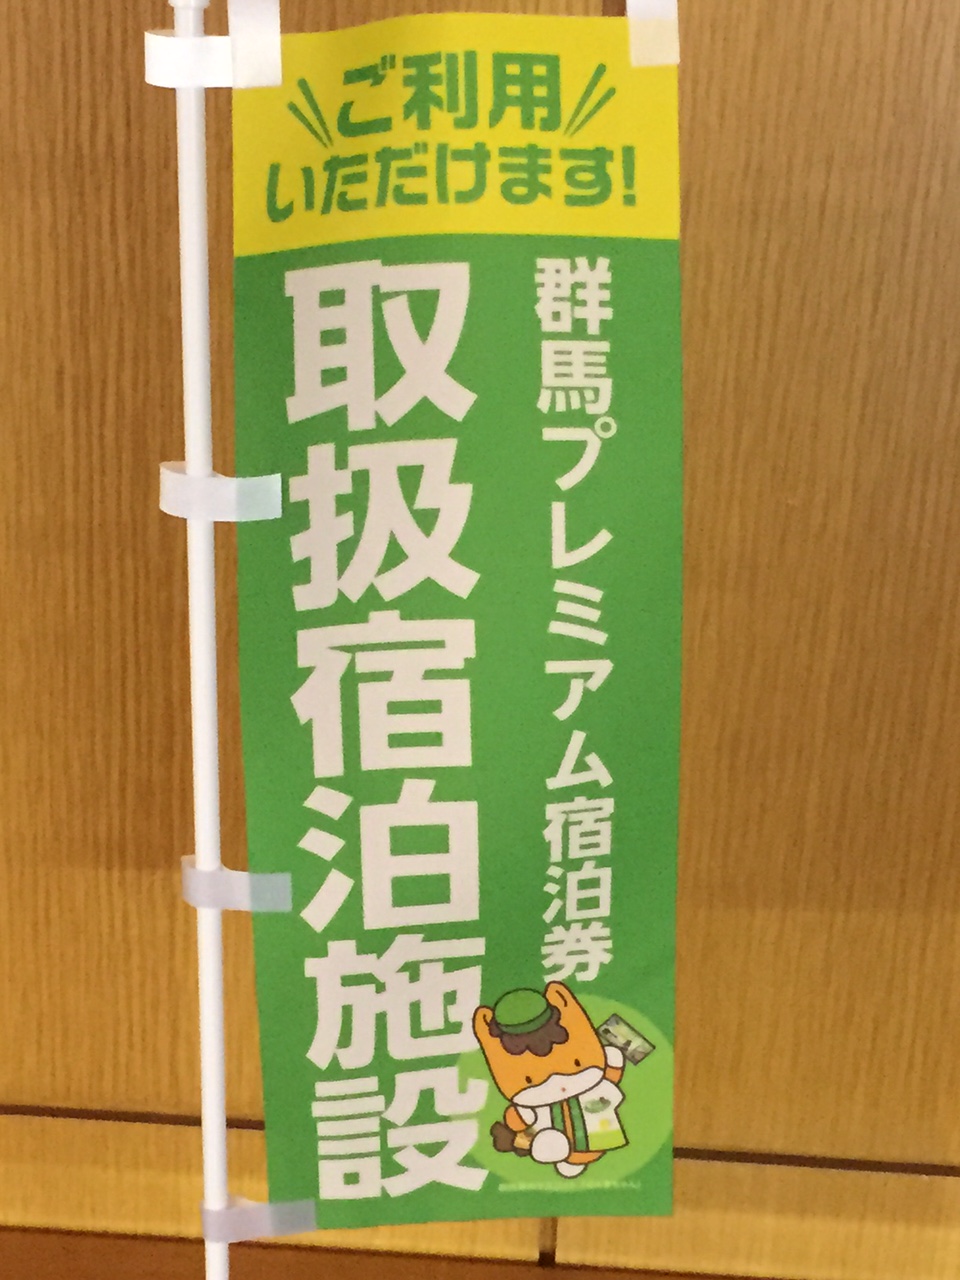 ご利用
いただけます!
群馬プレミアム宿泊券
取扱宿泊施設